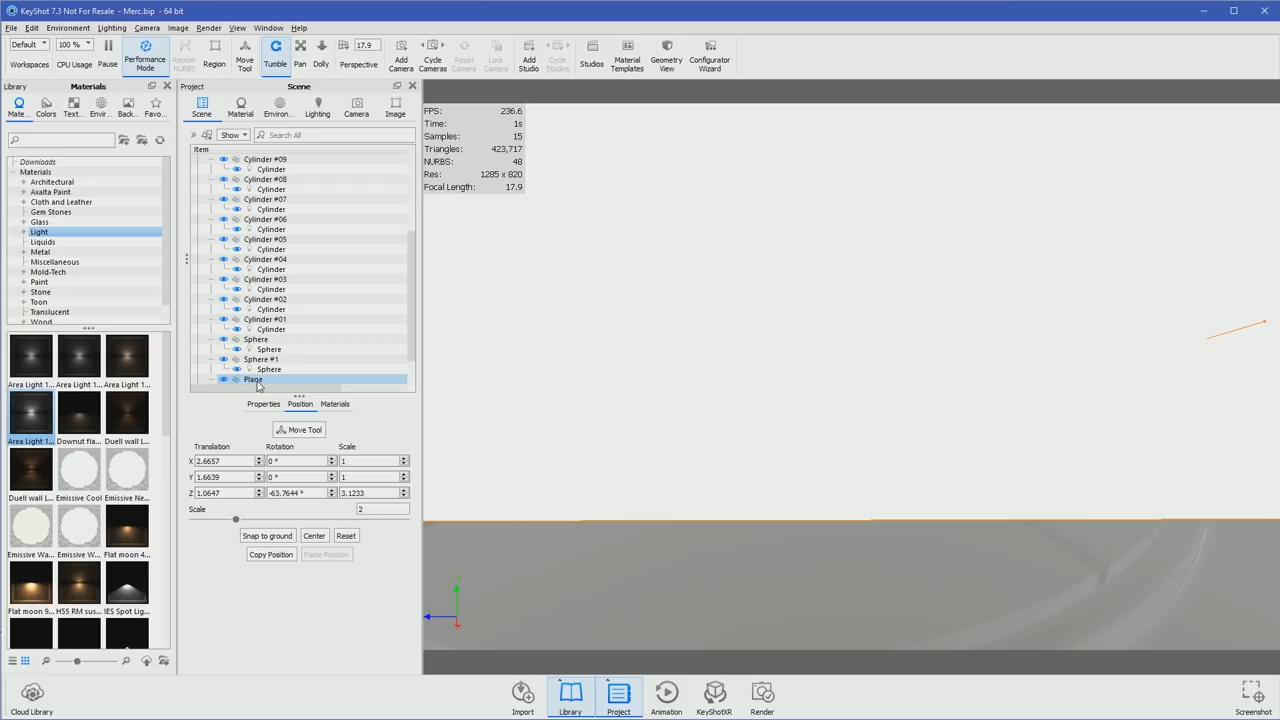 KeyShot 7.3 Not For Resale - Merc.bip - 64 bit
File Edit Environment Lighting Camera Image Render View Window Help
Default 100 % 17.9
Workspaces CPU Usage Pause Performance Mode Render NURBS Region Move Tool Tumble Pan Dolly Perspective Add Camera Cycle Cameras Reset Camera Lock Camera Add Studio Cycle Studios Studios Material Templates Geometry View Configurator Wizard
Library Materials
Mate... Colors Text... Envir... Back... Favo...
Downloads
Materials
Architectural
Axalta Paint
Cloth and Leather
Gem Stones
Glass
Light
Liquids
Metal
Miscellaneous
Mold-Tech
Paint
Stone
Toon
Translucent
Wood
Area Light 1... Area Light 1... Area Light 1...
Area Light 1... Downut fla... Duell wall L...
Duell wall L... Emissive Cool Emissive Ne...
Emissive Wa... Emissive W... Flat moon 4...
Flat moon 9... H55 RM sus... IES Spot Lig...
Project Scene
Scene Material Environ... Lighting Camera Image
Show Search All
Item
Cylinder #09
Cylinder
Cylinder #08
Cylinder
Cylinder #07
Cylinder
Cylinder #06
Cylinder
Cylinder #05
Cylinder
Cylinder #04
Cylinder
Cylinder #03
Cylinder
Cylinder #02
Cylinder
Cylinder #01
Cylinder
Sphere
Sphere
Sphere #1
Sphere
Plane
Properties Position Materials
Move Tool
Translation Rotation Scale
X 2.6657 0 ° 1
Y 1.6639 0 ° 1
Z 1.0647 -63.7644 ° 3.1233
Scale 2
Snap to ground Center Reset
Copy Position Paste Position
FPS: 236.6
Time: 1s
Samples: 15
Triangles: 423,717
NURBS: 48
Res: 1285 x 820
Focal Length: 17.9
Cloud Library Import Library Project Animation KeyShotXR Render Screenshot